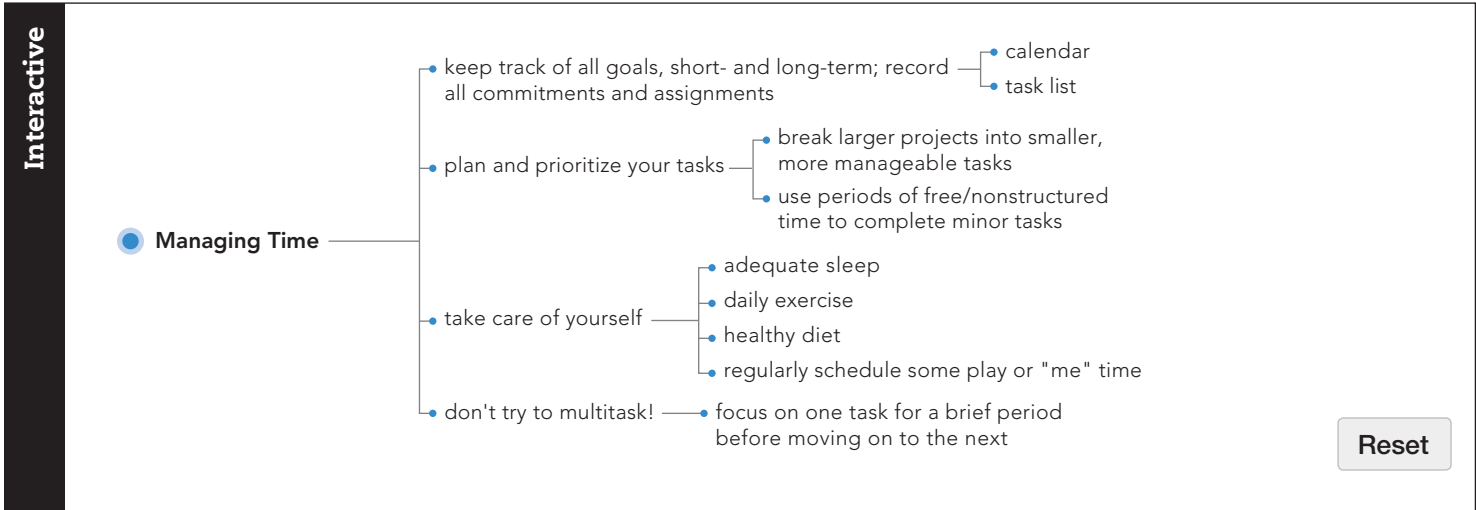 Interactive
Managing Time
keep track of all goals, short- and long-term; record
all commitments and assignments
calendar
task list
plan and prioritize your tasks
break larger projects into smaller,
more manageable tasks
use periods of free/nonstructured
time to complete minor tasks
take care of yourself
adequate sleep
daily exercise
healthy diet
regularly schedule some play or "me" time
don't try to multitask!
focus on one task for a brief period
before moving on to the next
Reset